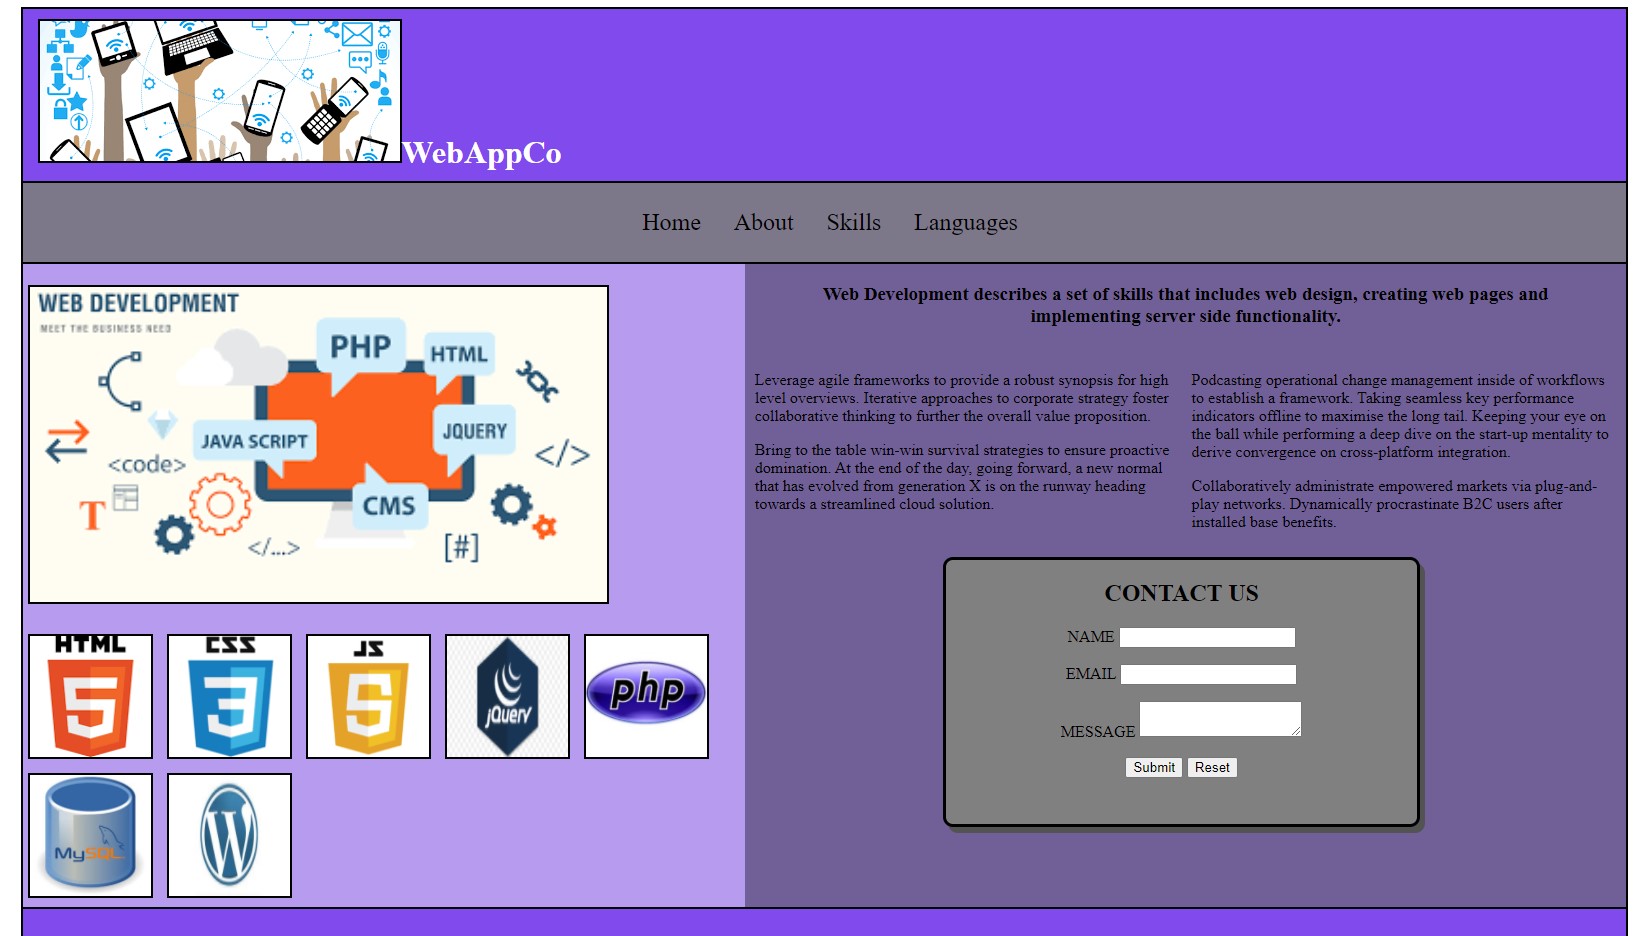 WebAppCo
Home About Skills Languages
WEB DEVELOPMENT
MEET THE BUSINESS NEED
PHP
HTML
JAVA SCRIPT
JQUERY
<code>
</>
T
CMS
</...>
[#]
HTML
5
CSS
3
JS
5
jQuery
php
MySQL
W
Web Development describes a set of skills that includes web design, creating web pages and
implementing server side functionality.
Leverage agile frameworks to provide a robust synopsis for high
level overviews. Iterative approaches to corporate strategy foster
collaborative thinking to further the overall value proposition.
Bring to the table win-win survival strategies to ensure proactive
domination. At the end of the day, going forward, a new normal
that has evolved from generation X is on the runway heading
towards a streamlined cloud solution.
Podcasting operational change management inside of workflows
to establish a framework. Taking seamless key performance
indicators offline to maximise the long tail. Keeping your eye on
the ball while performing a deep dive on the start-up mentality to
derive convergence on cross-platform integration.
Collaboratively administrate empowered markets via plug-and-
play networks. Dynamically procrastinate B2C users after
installed base benefits.
CONTACT US
NAME
EMAIL
MESSAGE
Submit Reset